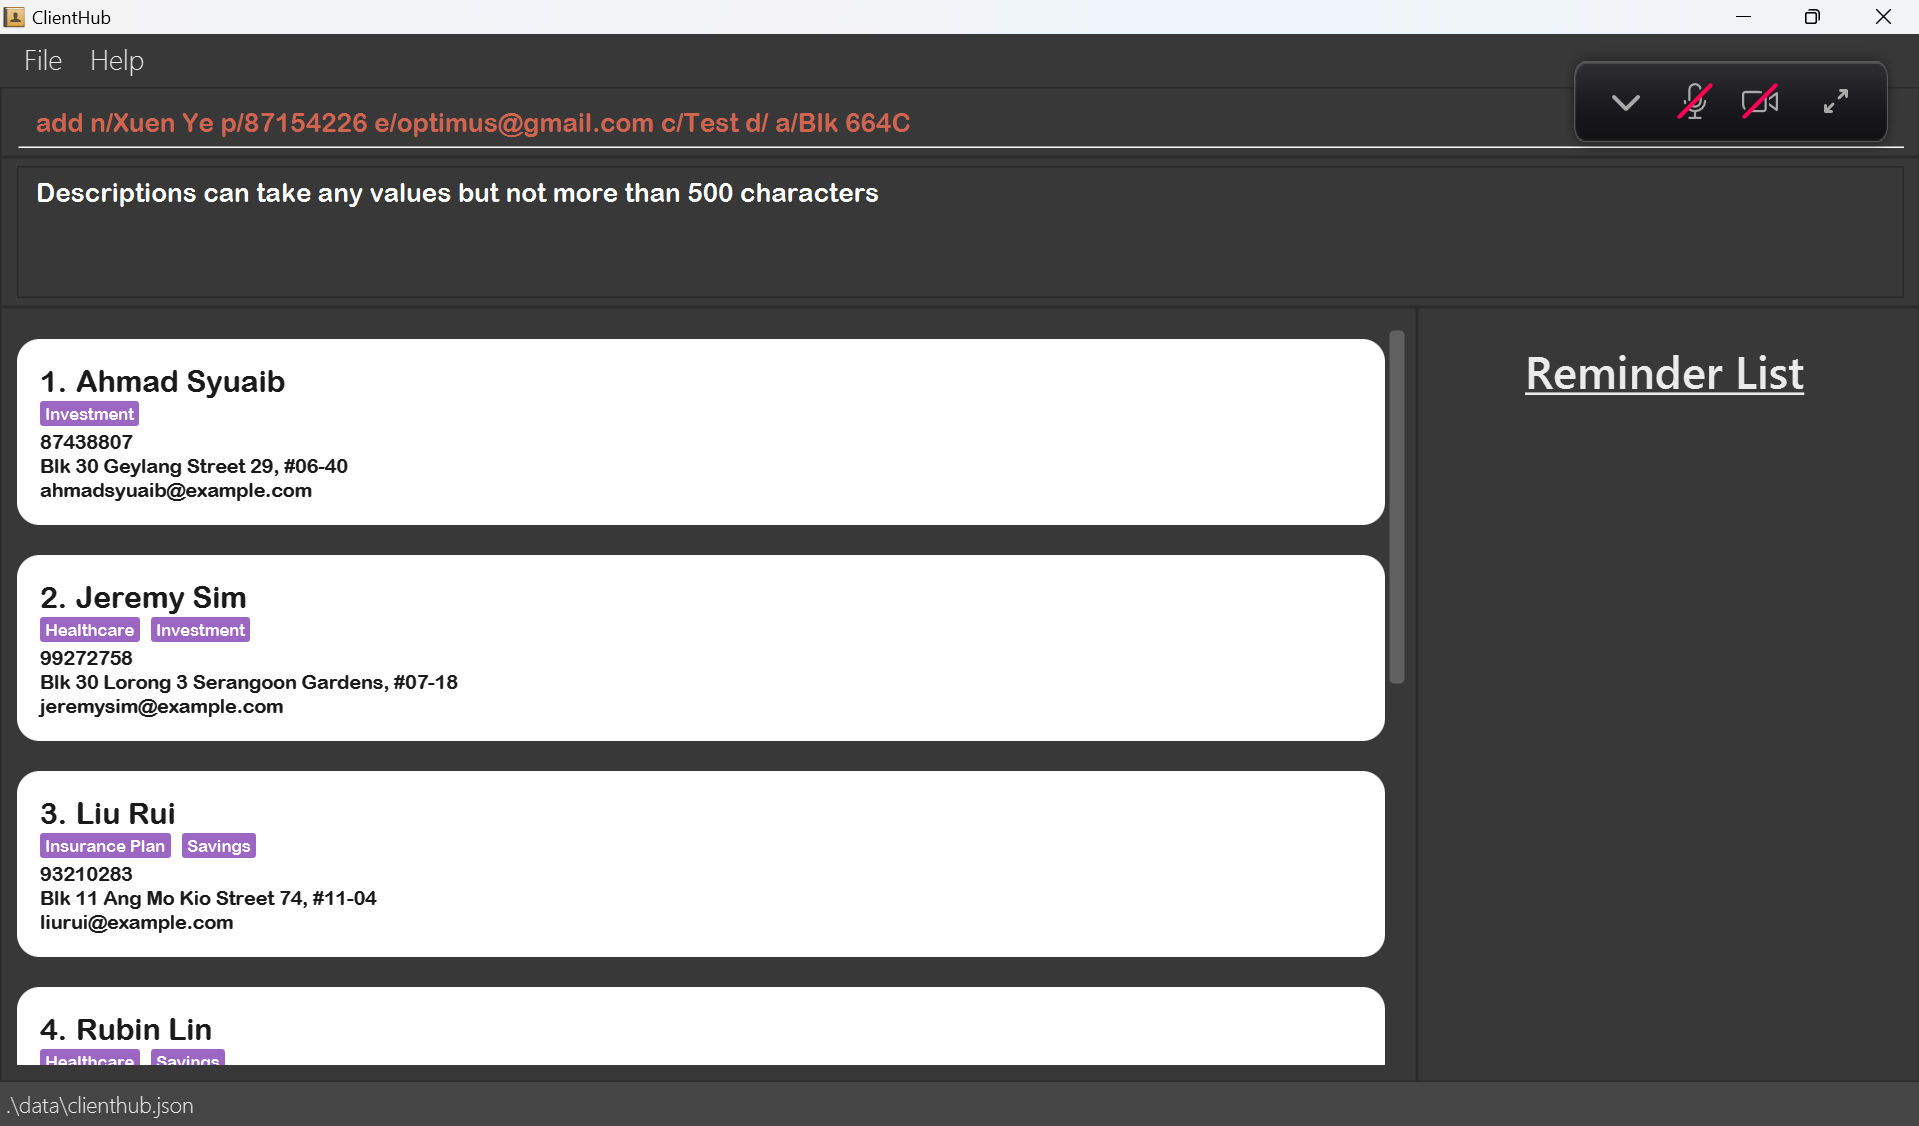 ClientHub
File Help
add n/Xuen Ye p/87154226 e/optimus@gmail.com c/Test d/ a/Blk 664C
Descriptions can take any values but not more than 500 characters
1. Ahmad Syuaib
Investment
87438807
Blk 30 Geylang Street 29, #06-40
ahmadsyuaib@example.com
2. Jeremy Sim
Healthcare Investment
99272758
Blk 30 Lorong 3 Serangoon Gardens, #07-18
jeremysim@example.com
3. Liu Rui
Insurance Plan Savings
93210283
Blk 11 Ang Mo Kio Street 74, #11-04
liurui@example.com
4. Rubin Lin
Healthcare Savings
Reminder List
.\data\clienthub.json